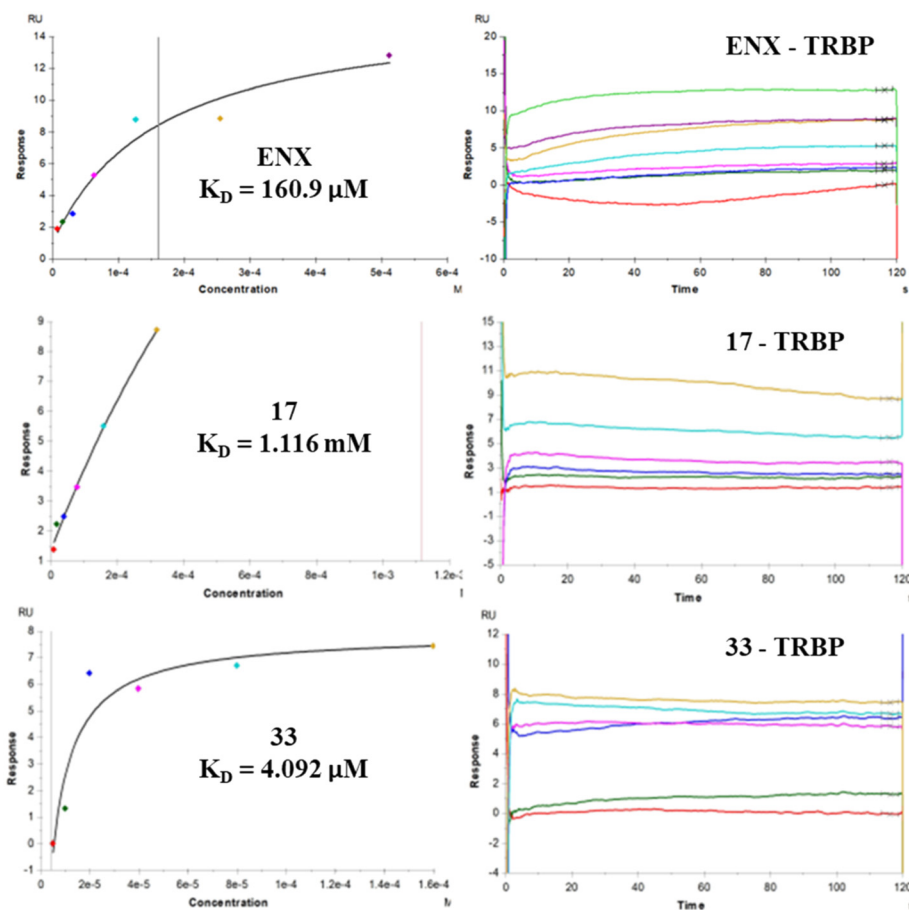 RU
14
12
10
8
6
4
2
0
Response
ENX
K_D = 160.9 µM
0
1e-4
2e-4
3e-4
4e-4
5e-4
6e-4
Concentration
M
RU
20
15
10
5
0
-5
-10
Response
ENX - TRBP
0
20
40
60
80
100
120
Time
s
9
8
7
6
5
4
3
2
1
Response
17
K_D = 1.116 mM
0
2e-4
4e-4
6e-4
8e-4
1e-3
Concentration
15
13
11
9
7
5
3
1
-1
-3
-5
Response
17 - TRBP
0
20
40
60
80
100
120
Time
RU
8
7
6
5
4
3
2
1
0
-1
Response
33
K_D = 4.092 µM
0
2e-5
4e-5
6e-5
8e-5
1e-4
1.2e-4
1.4e-4
1.6e-4
Concentration
RU
12
8
4
0
-4
Response
33 - TRBP
0
20
40
60
80
100
120
Time